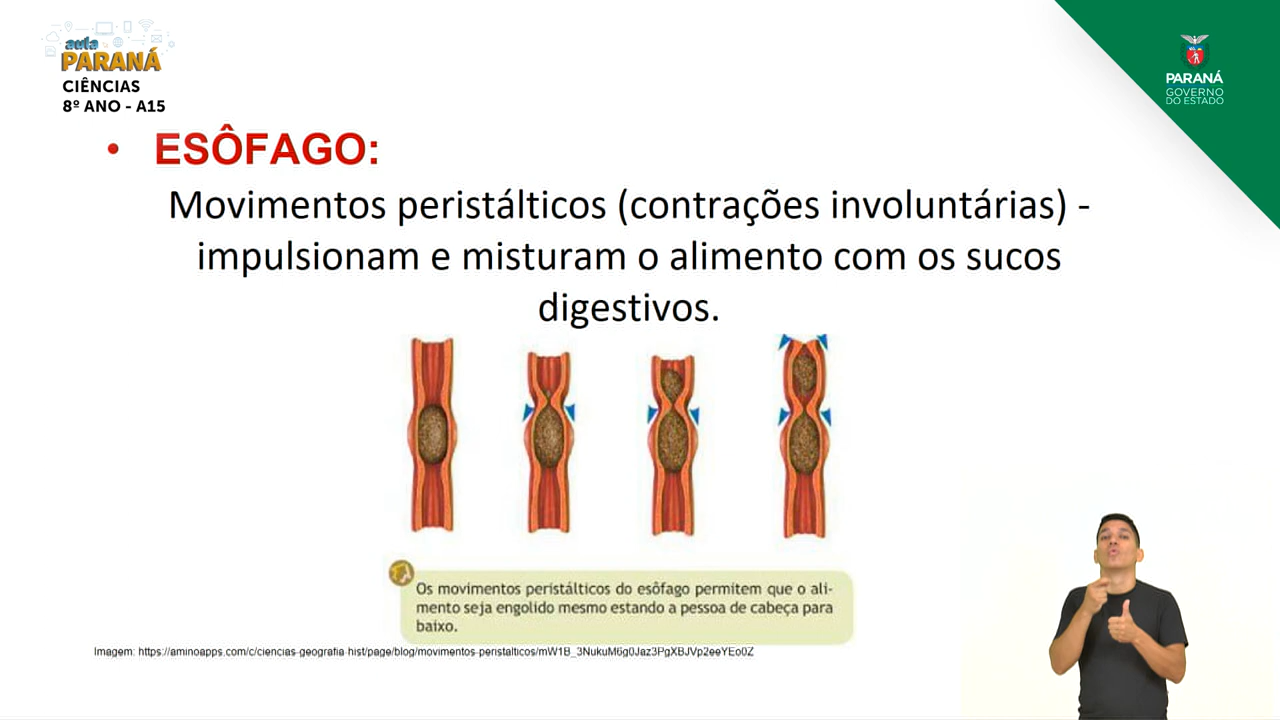 aula
PARANÁ
CIÊNCIAS
8º ANO - A15
PARANÁ
GOVERNO
DO ESTADO
• ESÔFAGO:
Movimentos peristálticos (contrações involuntárias) -
impulsionam e misturam o alimento com os sucos
digestivos.
Os movimentos peristálticos do esôfago permitem que o ali-
mento seja engolido mesmo estando a pessoa de cabeça para
baixo.
Imagem: https://aminoapps.com/c/ciencias-geografia-hist/page/blog/movimentos-peristalticos/mW1B_3NukuM6g0Jaz3PgXBJVp2eeYEo0Z